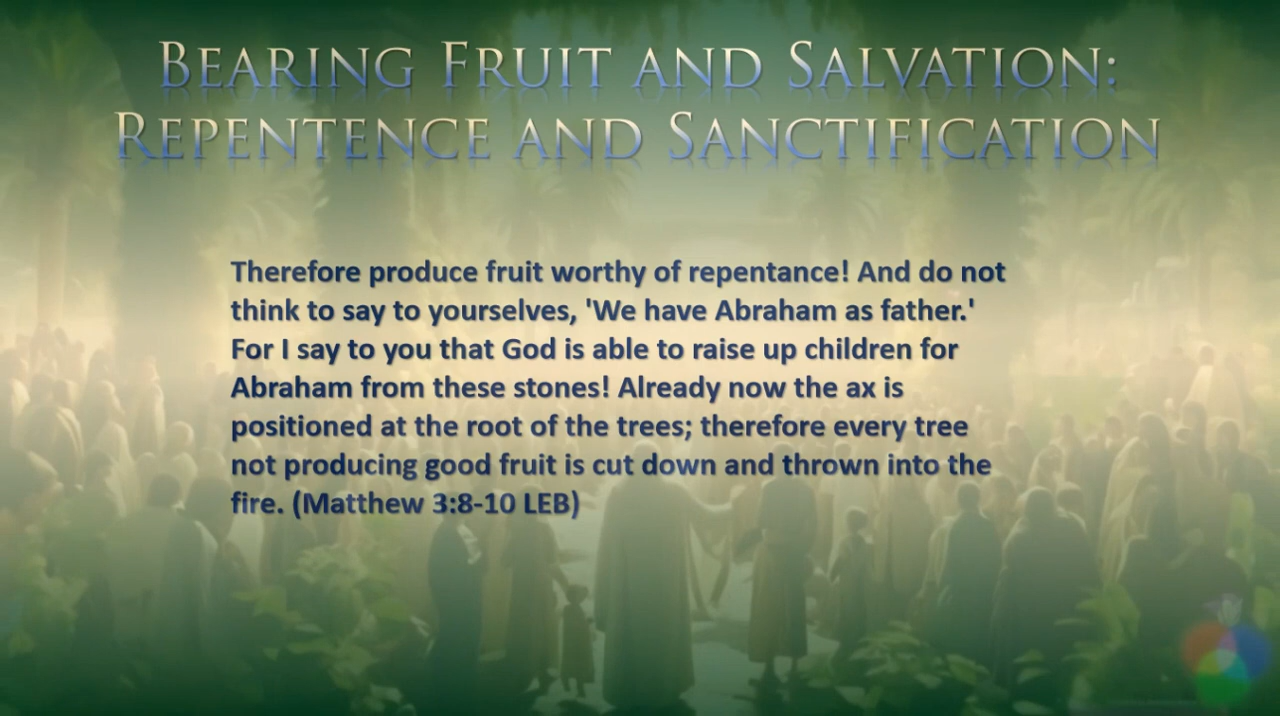 Bearing Fruit and Salvation:
Repentence and Sanctification
Therefore produce fruit worthy of repentance! And do not
think to say to yourselves, 'We have Abraham as father.'
For I say to you that God is able to raise up children for
Abraham from these stones! Already now the ax is
positioned at the root of the trees; therefore every tree
not producing good fruit is cut down and thrown into the
fire. (Matthew 3:8-10 LEB)